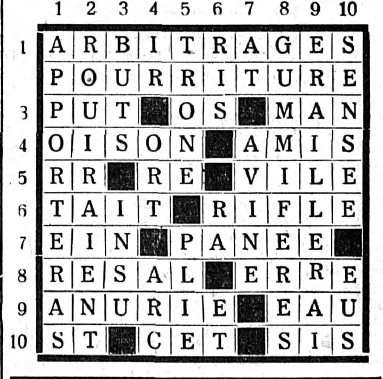 1 2 3 4 5 6 7 8 9 10
1 A R B I T R A G E S
P O U R R I T U R E
3 P U T ■ O S ■ M A N
4 O I S O N ■ A M I S
5 R R ■ R E ■ V I L E
6 T A I T ■ R I F L E
7 E I N ■ P A N E E ■
8 R E S A L ■ E R R E
9 A N U R I E ■ E A U
10 S T ■ C E T ■ S I S